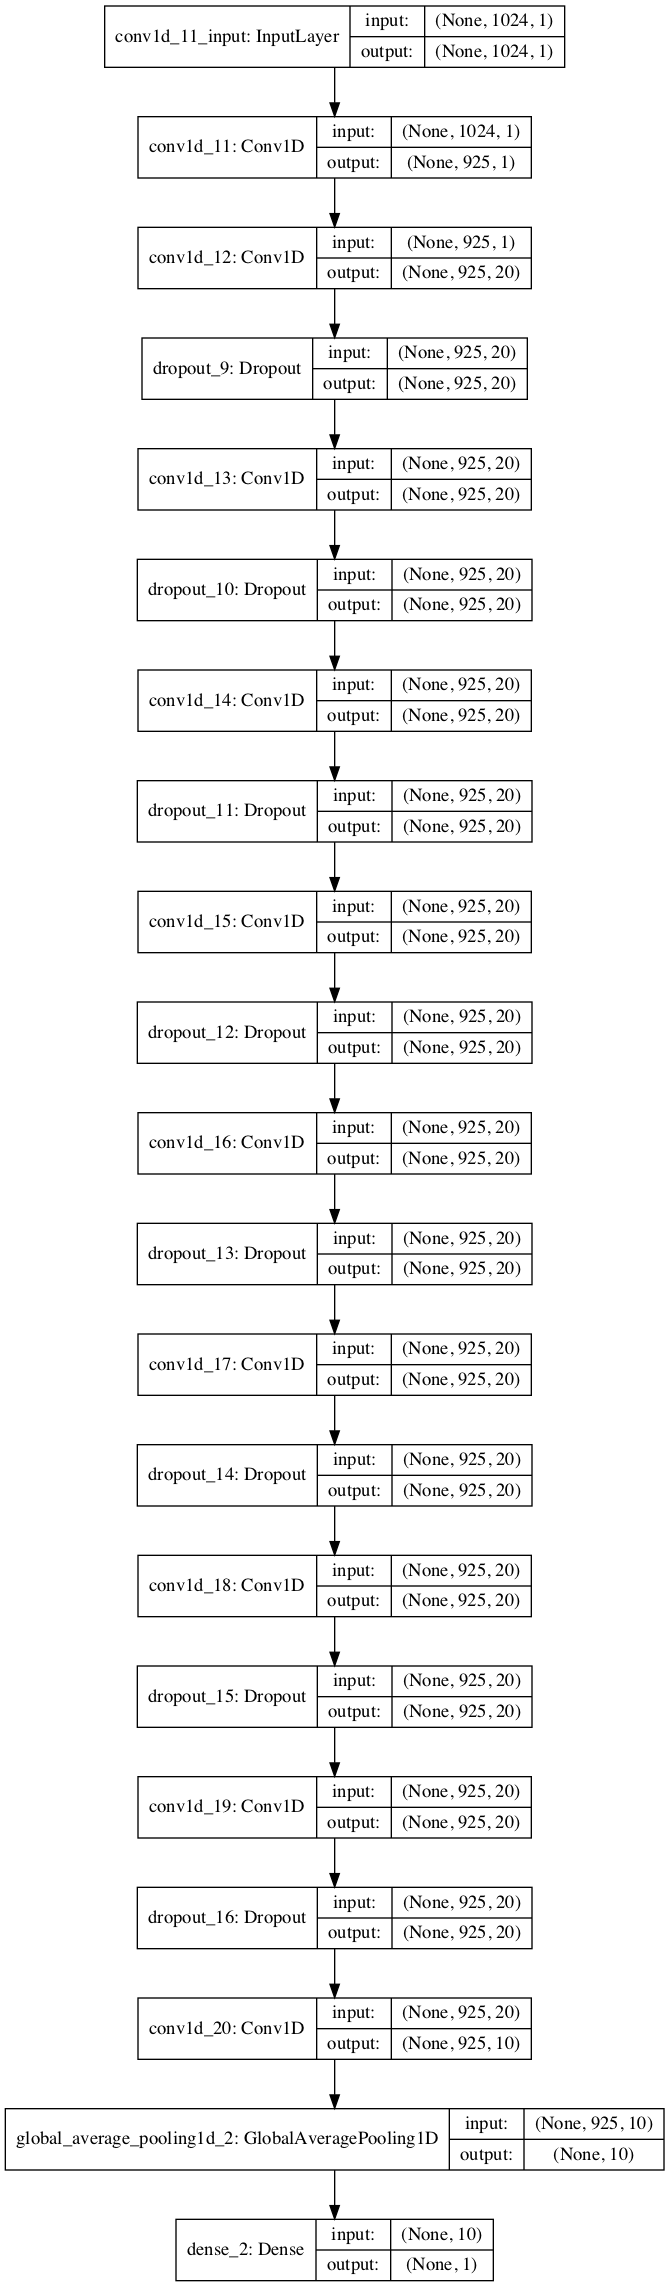 conv1d_11_input: InputLayer
input: (None, 1024, 1)
output: (None, 1024, 1)
conv1d_11: Conv1D
input: (None, 1024, 1)
output: (None, 925, 1)
conv1d_12: Conv1D
input: (None, 925, 1)
output: (None, 925, 20)
dropout_9: Dropout
input: (None, 925, 20)
output: (None, 925, 20)
conv1d_13: Conv1D
input: (None, 925, 20)
output: (None, 925, 20)
dropout_10: Dropout
input: (None, 925, 20)
output: (None, 925, 20)
conv1d_14: Conv1D
input: (None, 925, 20)
output: (None, 925, 20)
dropout_11: Dropout
input: (None, 925, 20)
output: (None, 925, 20)
conv1d_15: Conv1D
input: (None, 925, 20)
output: (None, 925, 20)
dropout_12: Dropout
input: (None, 925, 20)
output: (None, 925, 20)
conv1d_16: Conv1D
input: (None, 925, 20)
output: (None, 925, 20)
dropout_13: Dropout
input: (None, 925, 20)
output: (None, 925, 20)
conv1d_17: Conv1D
input: (None, 925, 20)
output: (None, 925, 20)
dropout_14: Dropout
input: (None, 925, 20)
output: (None, 925, 20)
conv1d_18: Conv1D
input: (None, 925, 20)
output: (None, 925, 20)
dropout_15: Dropout
input: (None, 925, 20)
output: (None, 925, 20)
conv1d_19: Conv1D
input: (None, 925, 20)
output: (None, 925, 20)
dropout_16: Dropout
input: (None, 925, 20)
output: (None, 925, 20)
conv1d_20: Conv1D
input: (None, 925, 20)
output: (None, 925, 10)
global_average_pooling1d_2: GlobalAveragePooling1D
input: (None, 925, 10)
output: (None, 10)
dense_2: Dense
input: (None, 10)
output: (None, 1)